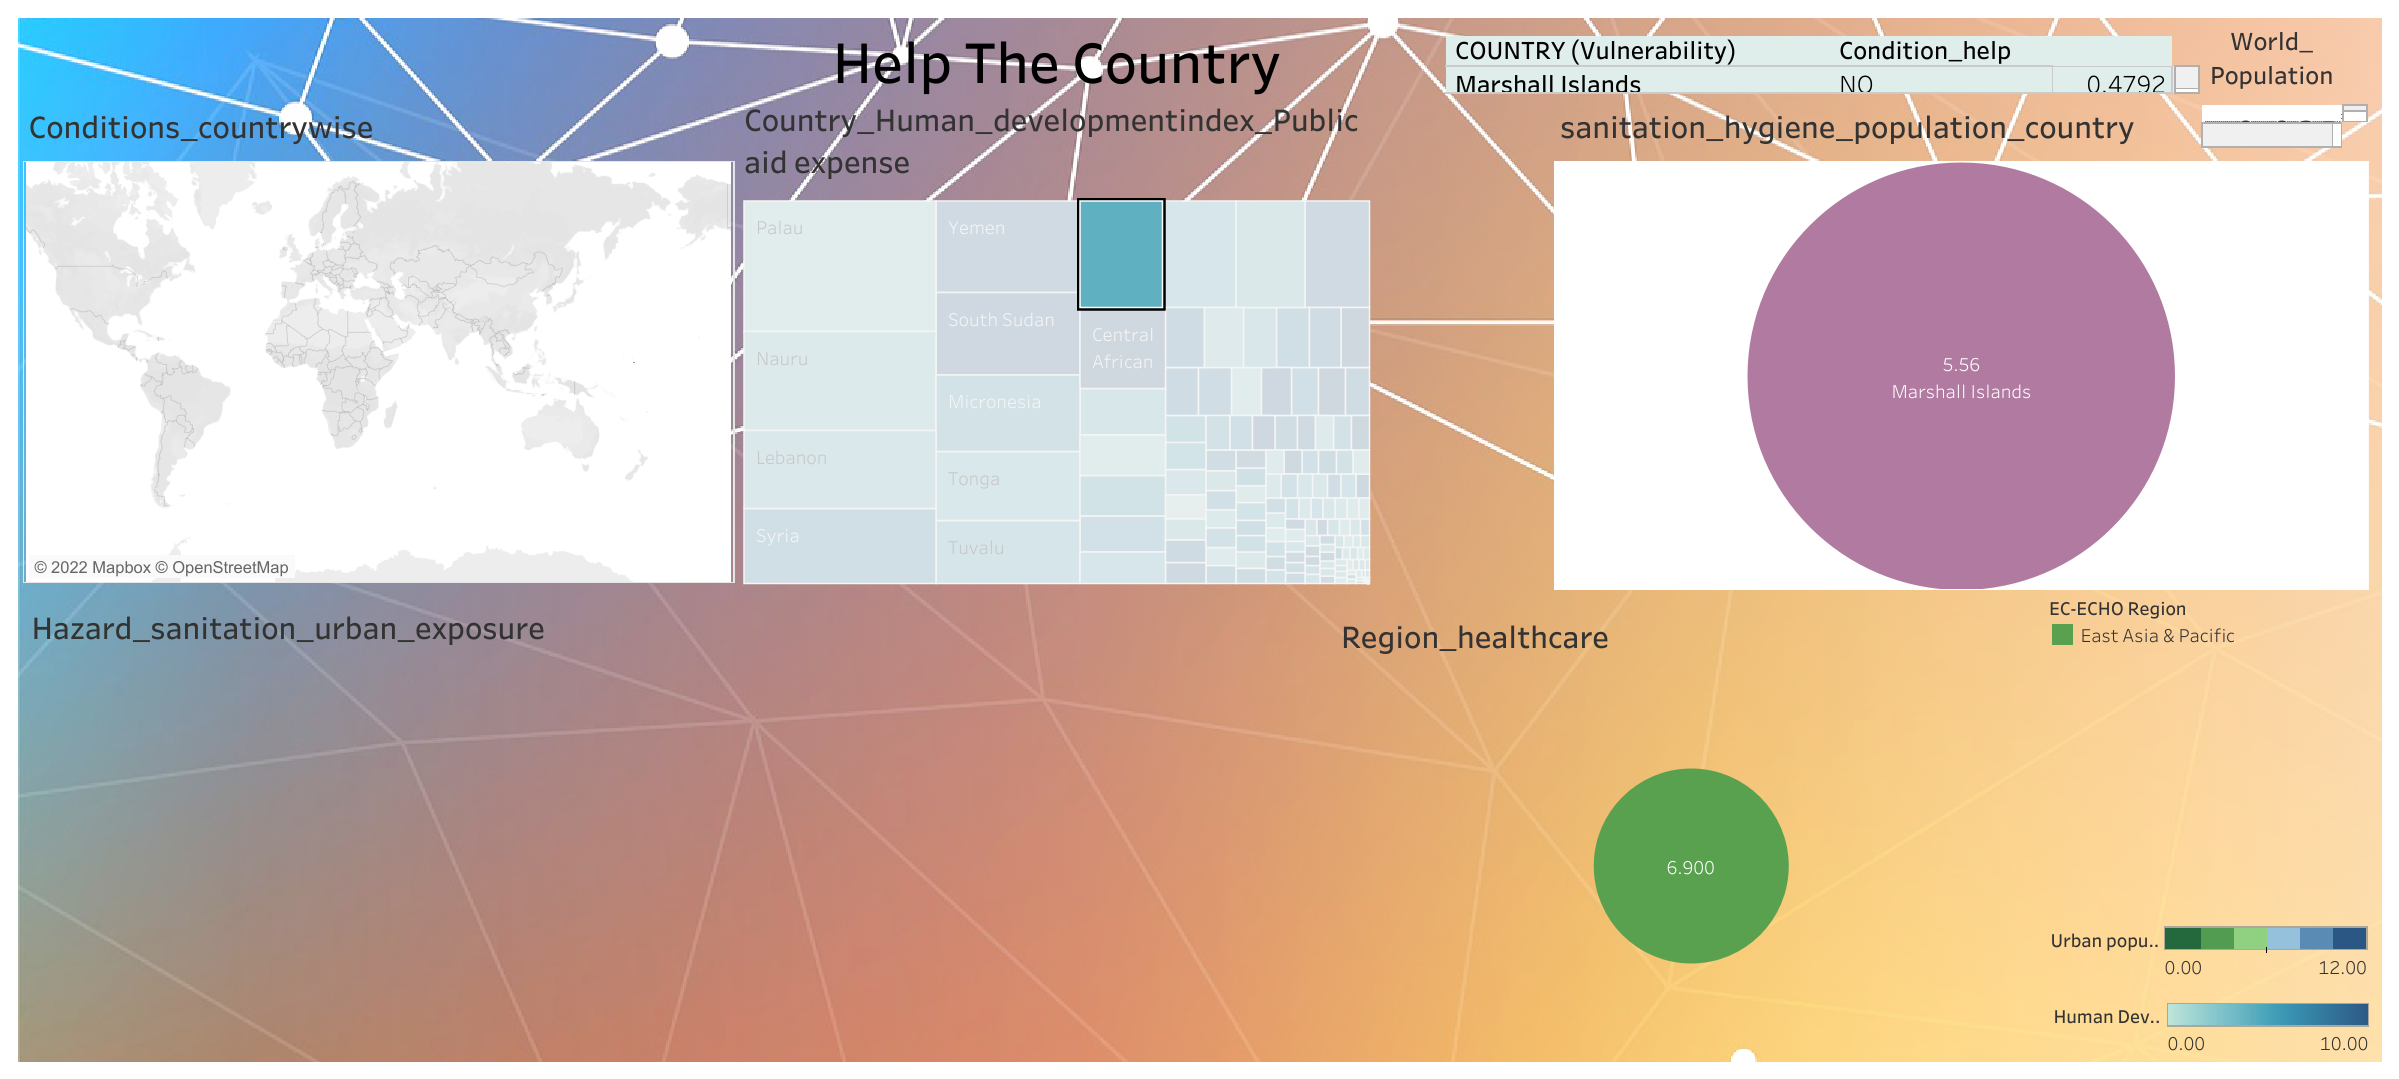 Help The Country
COUNTRY (Vulnerability) Condition_help
Marshall Islands NO 0.4792
World_
Population
Conditions_countrywise
Country_Human_developmentindex_Public
aid expense
sanitation_hygiene_population_country
Palau
Nauru
Lebanon
Syria
Yemen
South Sudan
Micronesia
Tonga
Tuvalu
Central
African
5.56
Marshall Islands
© 2022 Mapbox © OpenStreetMap
Hazard_sanitation_urban_exposure
Region_healthcare
EC-ECHO Region
East Asia & Pacific
6.900
Urban popu..
0.00 12.00
Human Dev..
0.00 10.00